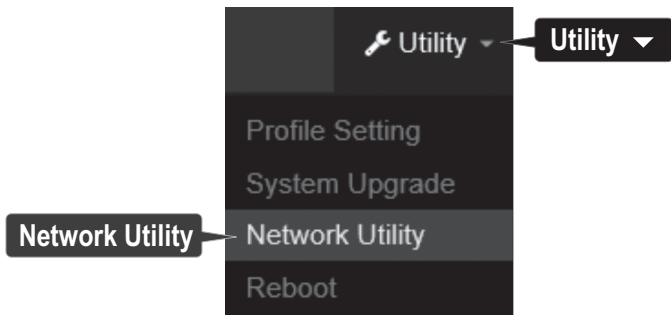 Utility
Utility
Profile Setting
System Upgrade
Network Utility
Network Utility
Reboot